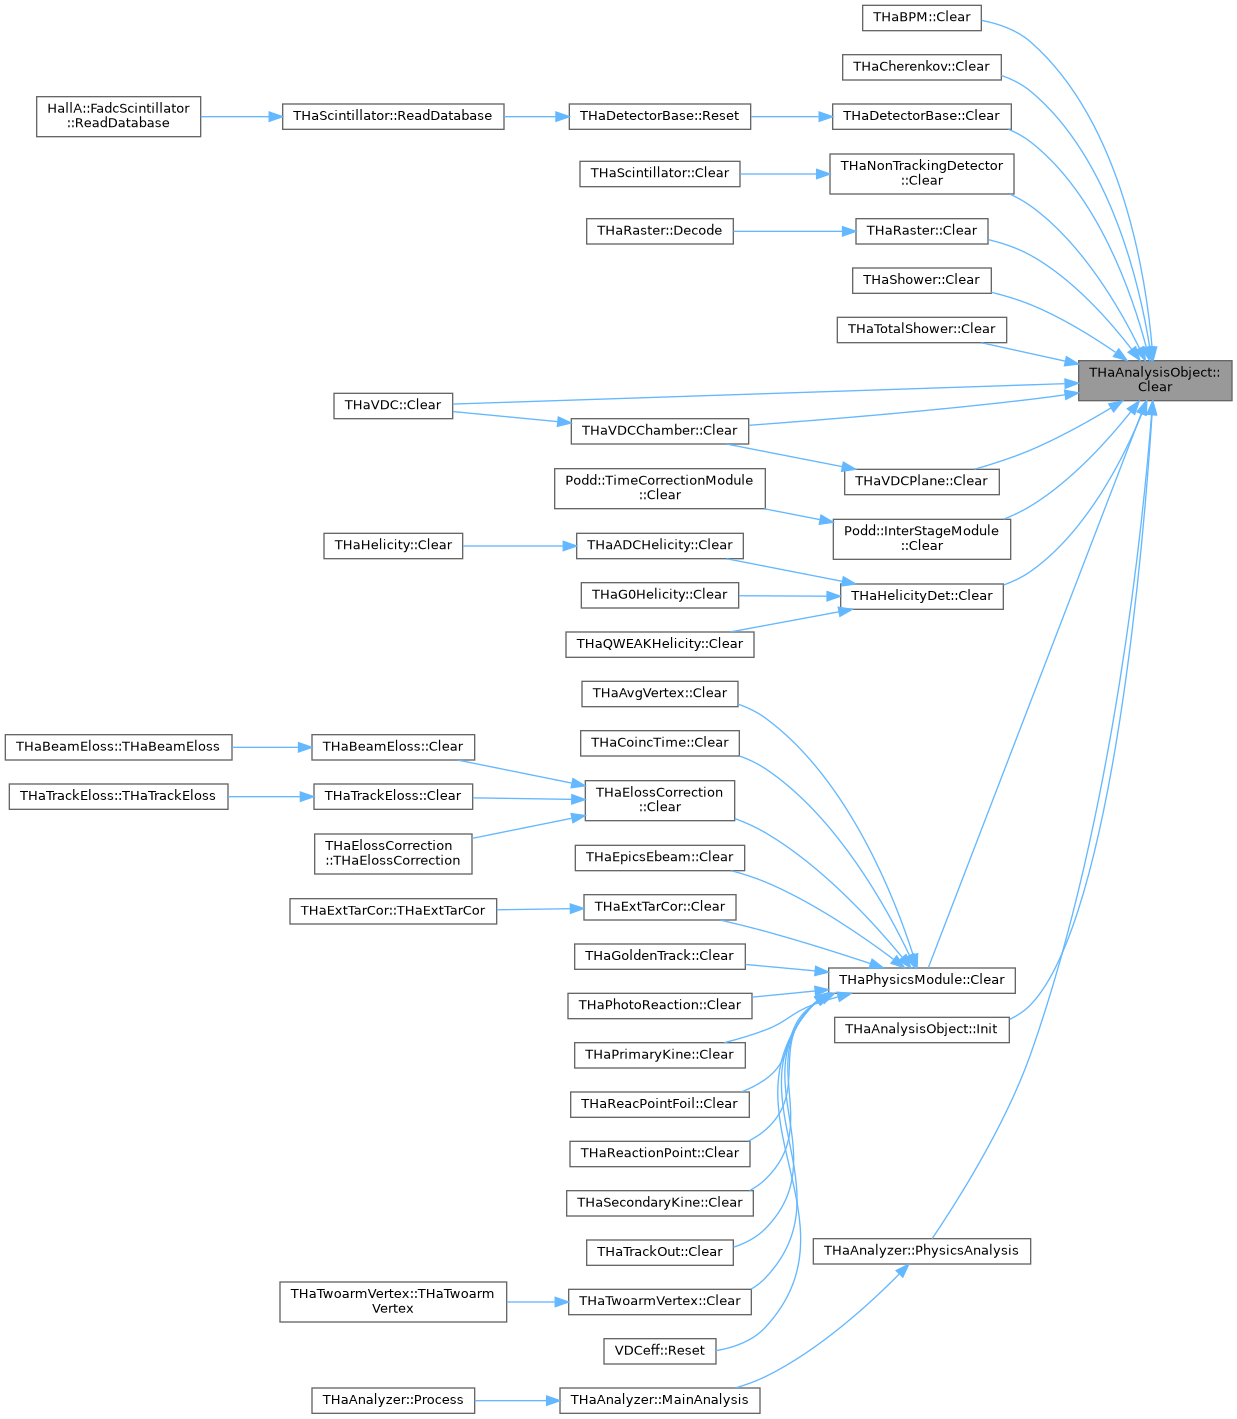 THaBPM::Clear
THaCherenkov::Clear
HallA::FadcScintillator
::ReadDatabase
THaScintillator::ReadDatabase
THaDetectorBase::Reset
THaDetectorBase::Clear
THaScintillator::Clear
THaNonTrackingDetector
::Clear
THaRaster::Decode
THaRaster::Clear
THaShower::Clear
THaTotalShower::Clear
THaAnalysisObject::
Clear
THaVDC::Clear
THaVDCChamber::Clear
THaVDCPlane::Clear
Podd::TimeCorrectionModule
::Clear
Podd::InterStageModule
::Clear
THaHelicity::Clear
THaADCHelicity::Clear
THaG0Helicity::Clear
THaHelicityDet::Clear
THaQWEAKHelicity::Clear
THaAvgVertex::Clear
THaCoincTime::Clear
THaBeamEloss::THaBeamEloss
THaBeamEloss::Clear
THaTrackEloss::THaTrackEloss
THaTrackEloss::Clear
THaElossCorrection
::Clear
THaElossCorrection
::THaElossCorrection
THaEpicsEbeam::Clear
THaExtTarCor::THaExtTarCor
THaExtTarCor::Clear
THaGoldenTrack::Clear
THaPhysicsModule::Clear
THaPhotoReaction::Clear
THaAnalysisObject::Init
THaPrimaryKine::Clear
THaReacPointFoil::Clear
THaReactionPoint::Clear
THaSecondaryKine::Clear
THaTrackOut::Clear
THaAnalyzer::PhysicsAnalysis
THaTwoarmVertex::THaTwoarm
Vertex
THaTwoarmVertex::Clear
VDCeff::Reset
THaAnalyzer::Process
THaAnalyzer::MainAnalysis